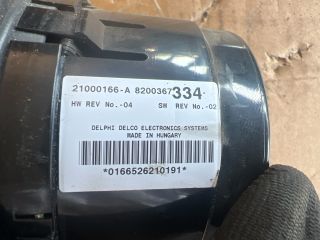 21000166-A 8200367334-
HW REV No.-04 SW REV No.-02
DELPHI DELCO ELECTRONICS SYSTEMS
MADE IN HUNGARY
*0166526210191*